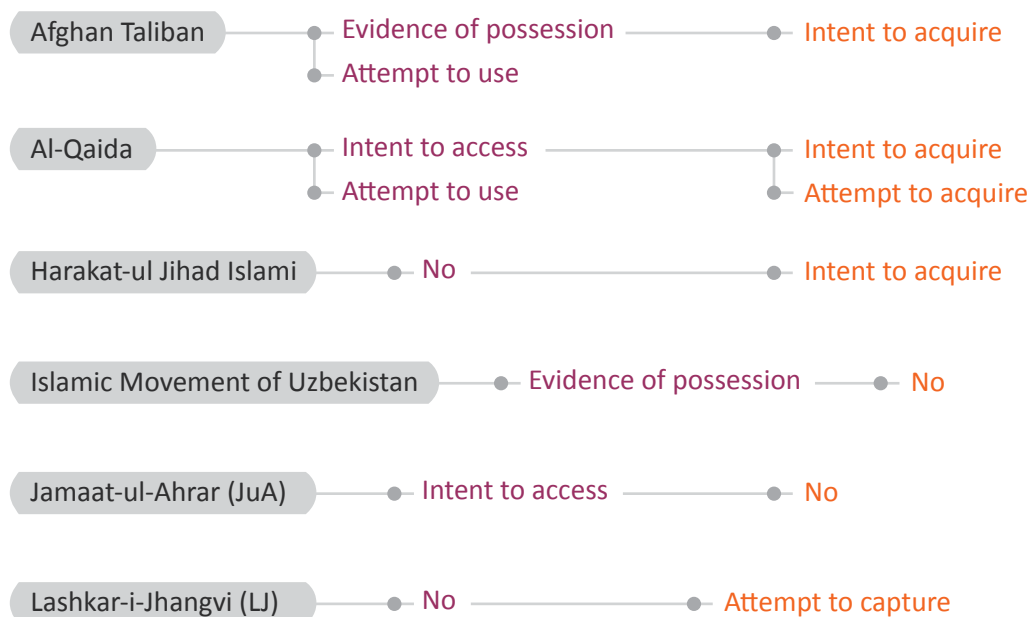 Afghan Taliban Evidence of possession Intent to acquire
Attempt to use
Al-Qaida Intent to access Intent to acquire
Attempt to use Attempt to acquire
Harakat-ul Jihad Islami No Intent to acquire
Islamic Movement of Uzbekistan Evidence of possession No
Jamaat-ul-Ahrar (JuA) Intent to access No
Lashkar-i-Jhangvi (LJ) No Attempt to capture